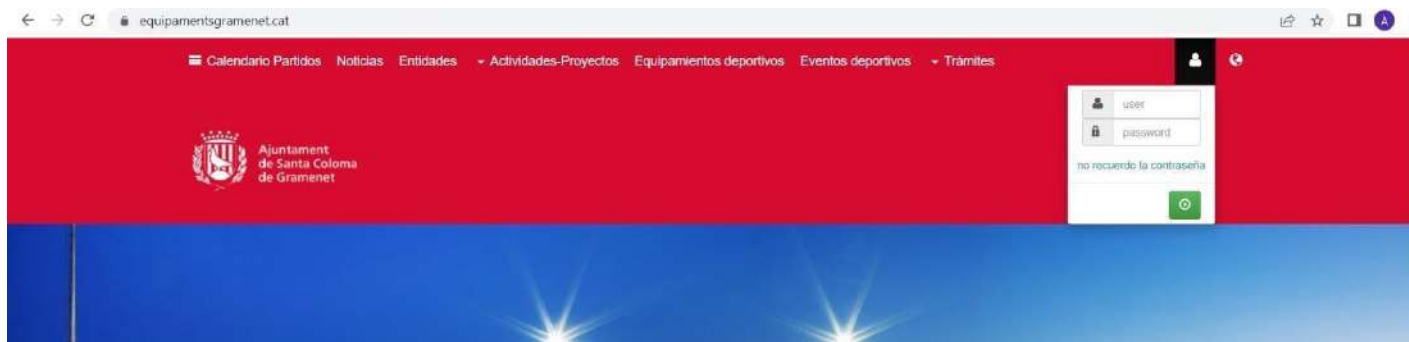 equipamentsgramenet.cat
A
Calendario Partidos Noticias Entidades Actividades-Proyectos Equipamientos deportivos Eventos deportivos Trámites
user
password
no recuerdo la contraseña
Ajuntament
de Santa Coloma
de Gramenet